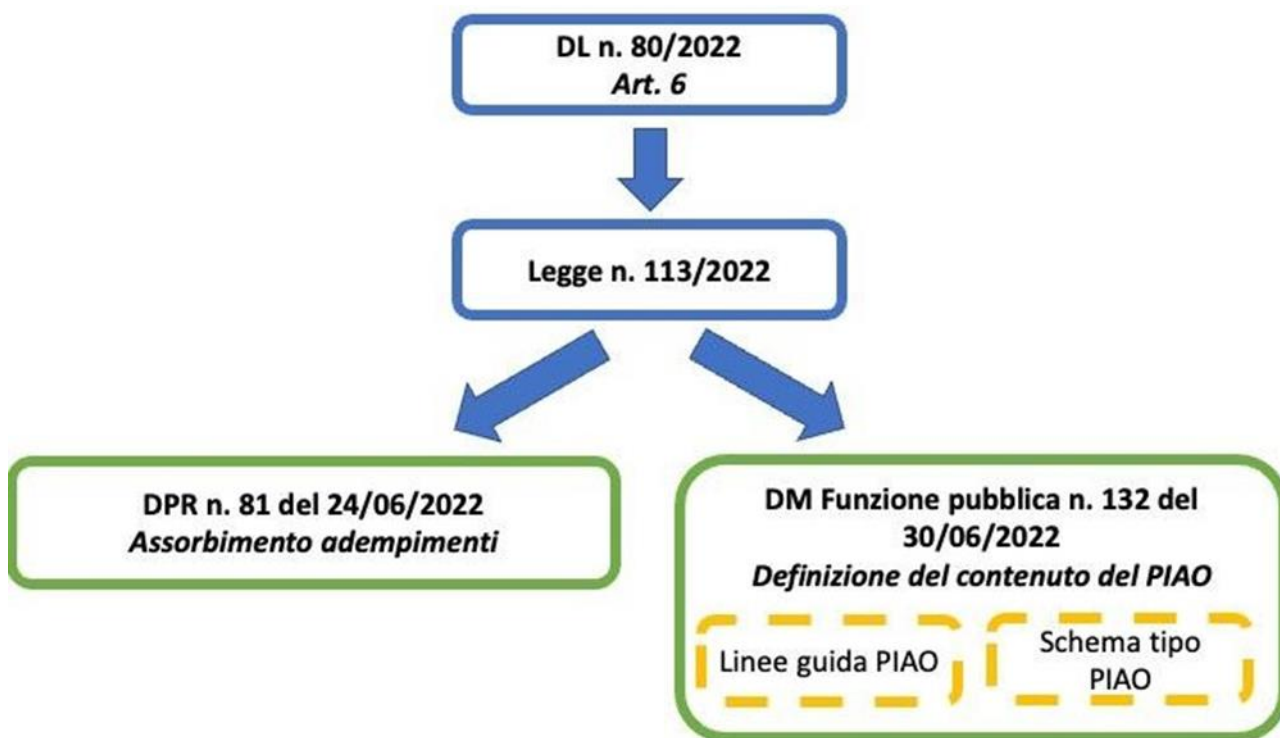 DL n. 80/2022
Art. 6
Legge n. 113/2022
DPR n. 81 del 24/06/2022
Assorbimento adempimenti
DM Funzione pubblica n. 132 del
30/06/2022
Definizione del contenuto del PIAO
Linee guida PIAO
Schema tipo
PIAO